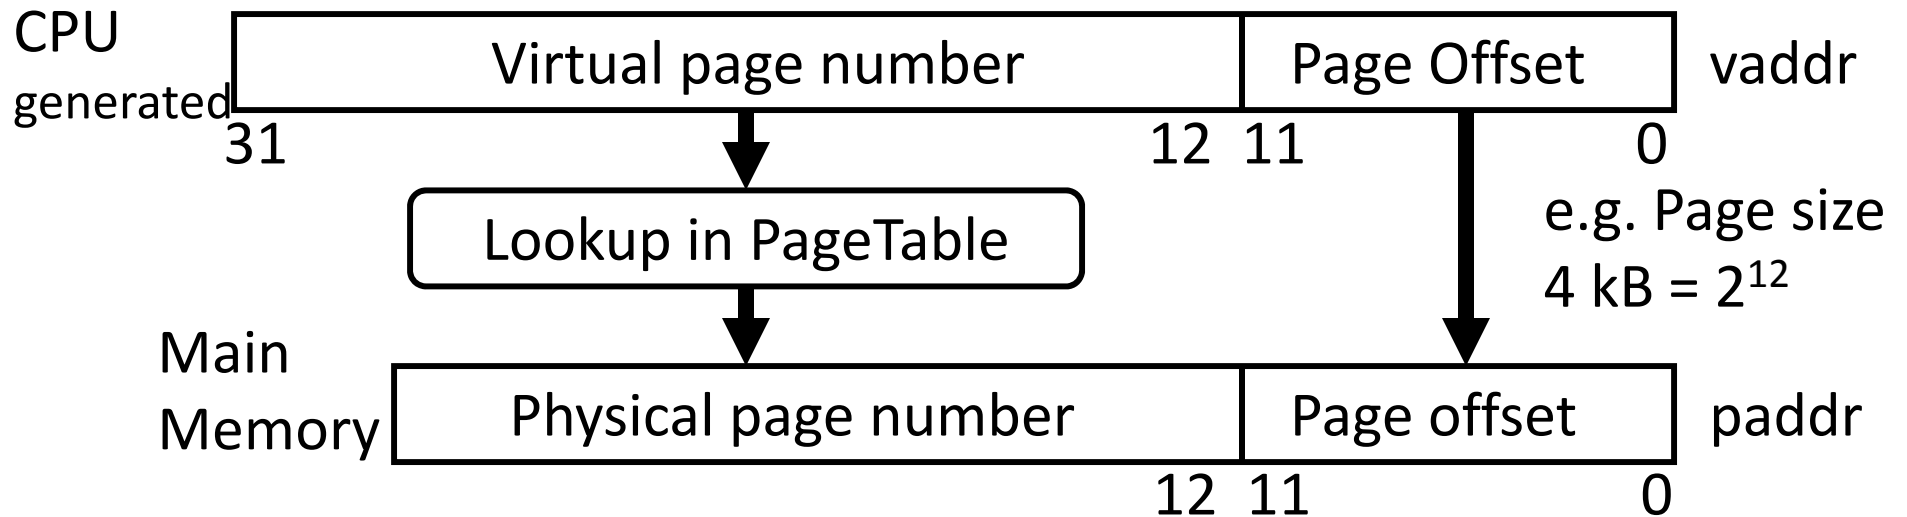 CPU
generated
Virtual page number
Page Offset
vaddr
31
12
11
0
Lookup in PageTable
e.g. Page size
4 kB = 2¹²
Main
Memory
Physical page number
Page offset
paddr
12
11
0